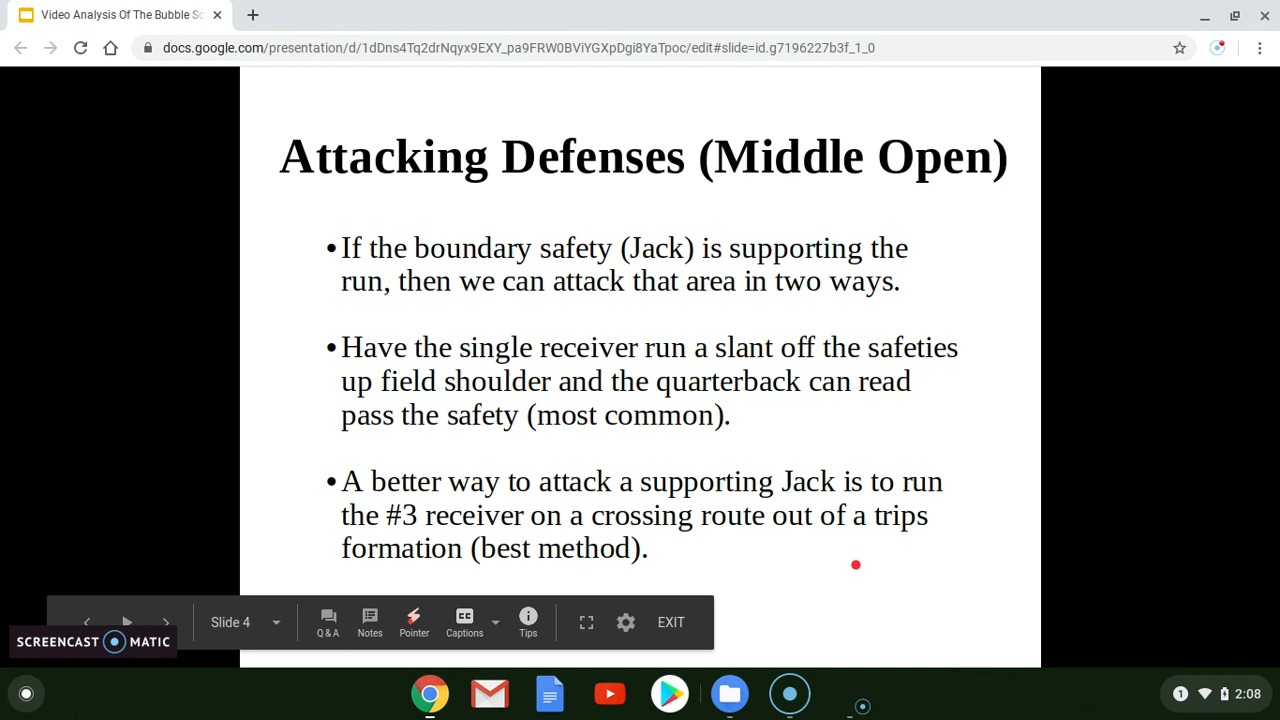 Video Analysis Of The Bubble Sc
docs.google.com/presentation/d/1dDns4Tq2drNqyx9EXY_pa9FRW0BViYGXpDgi8YaTpoc/edit#slide=id.g7196227b3f_1_0
Attacking Defenses (Middle Open)
•If the boundary safety (Jack) is supporting the
run, then we can attack that area in two ways.
•Have the single receiver run a slant off the safeties
up field shoulder and the quarterback can read
pass the safety (most common).
•A better way to attack a supporting Jack is to run
the #3 receiver on a crossing route out of a trips
formation (best method).
Slide 4
Q & A
Notes
Pointer
CC
Captions
Tips
EXIT
SCREENCAST MATIC
1
2:08